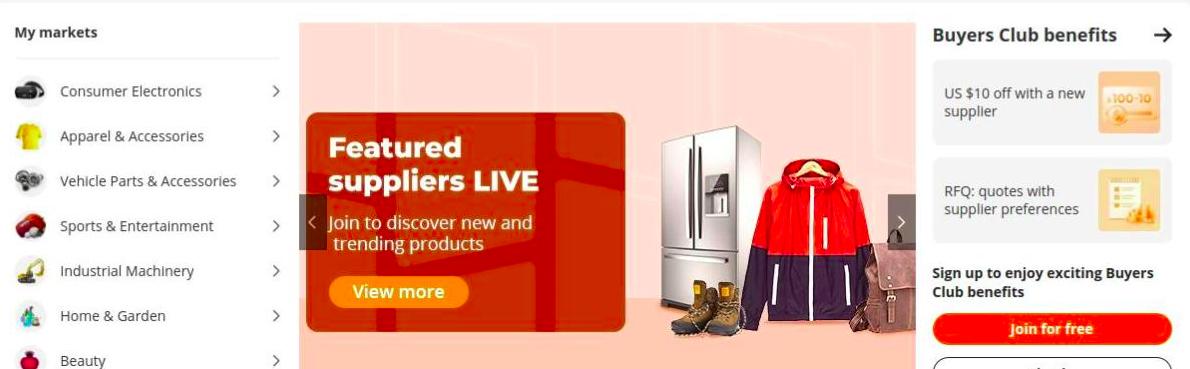 My markets
Consumer Electronics
Apparel & Accessories
Vehicle Parts & Accessories
Sports & Entertainment
Industrial Machinery
Home & Garden
Beauty
Featured
suppliers LIVE
Join to discover new and
trending products
View more
Buyers Club benefits
US $10 off with a new
supplier
RFQ: quotes with
supplier preferences
Sign up to enjoy exciting Buyers
Club benefits
Join for free